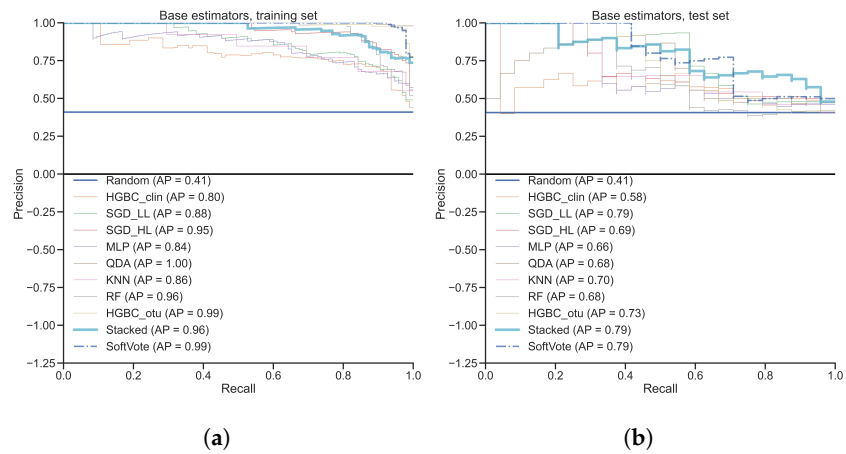 Base estimators, training set
1.00
0.75
0.50
0.25
0.00
−0.25
−0.50
−0.75
−1.00
−1.25
Precision
Random (AP = 0.41)
HGBC_clin (AP = 0.80)
SGD_LL (AP = 0.88)
SGD_HL (AP = 0.95)
MLP (AP = 0.84)
QDA (AP = 1.00)
KNN (AP = 0.86)
RF (AP = 0.96)
HGBC_otu (AP = 0.99)
Stacked (AP = 0.96)
SoftVote (AP = 0.99)
0.0 0.2 0.4 0.6 0.8 1.0
Recall
(a)
Base estimators, test set
1.00
0.75
0.50
0.25
0.00
−0.25
−0.50
−0.75
−1.00
−1.25
Precision
Random (AP = 0.41)
HGBC_clin (AP = 0.58)
SGD_LL (AP = 0.79)
SGD_HL (AP = 0.69)
MLP (AP = 0.66)
QDA (AP = 0.68)
KNN (AP = 0.70)
RF (AP = 0.68)
HGBC_otu (AP = 0.73)
Stacked (AP = 0.79)
SoftVote (AP = 0.79)
0.0 0.2 0.4 0.6 0.8 1.0
Recall
(b)